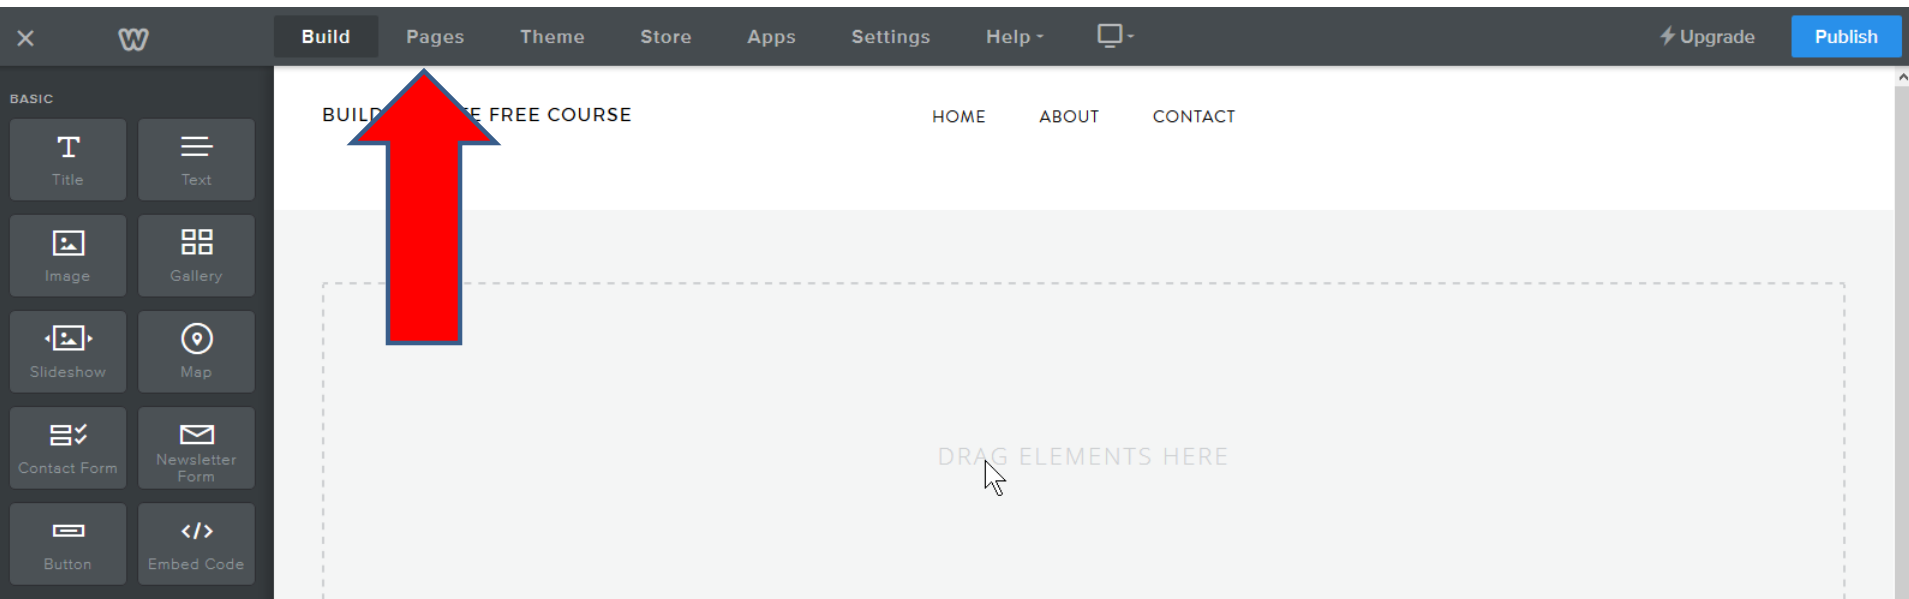 Build Pages Theme Store Apps Settings Help Upgrade Publish
BASIC
BUILD FREE COURSE
HOME ABOUT CONTACT
Title Text
Image Gallery
Slideshow Map
Contact Form Newsletter Form
Button Embed Code
DRAG ELEMENTS HERE